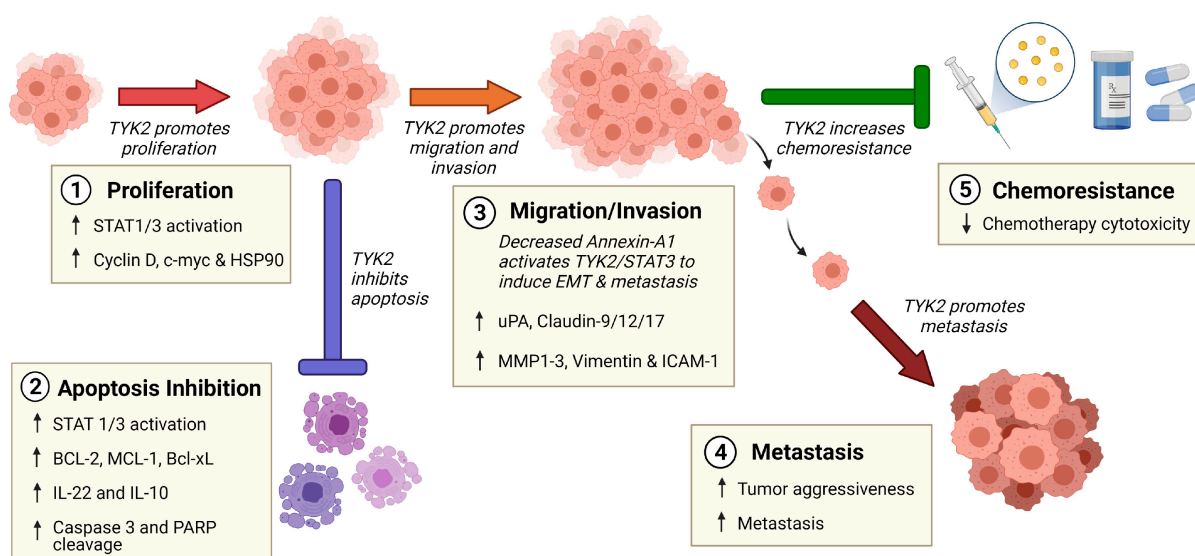 TYK2 promotes
proliferation
TYK2 promotes
migration and
invasion
TYK2 increases
chemoresistance
Rx
1 Proliferation
↑ STAT1/3 activation
↑ Cyclin D, c-myc & HSP90
TYK2
inhibits
apoptosis
3 Migration/Invasion
Decreased Annexin-A1
activates TYK2/STAT3 to
induce EMT & metastasis
↑ uPA, Claudin-9/12/17
↑ MMP1-3, Vimentin & ICAM-1
5 Chemoresistance
↓ Chemotherapy cytotoxicity
TYK2 promotes
metastasis
2 Apoptosis Inhibition
↑ STAT 1/3 activation
↑ BCL-2, MCL-1, Bcl-xL
↑ IL-22 and IL-10
↑ Caspase 3 and PARP
cleavage
4 Metastasis
↑ Tumor aggressiveness
↑ Metastasis